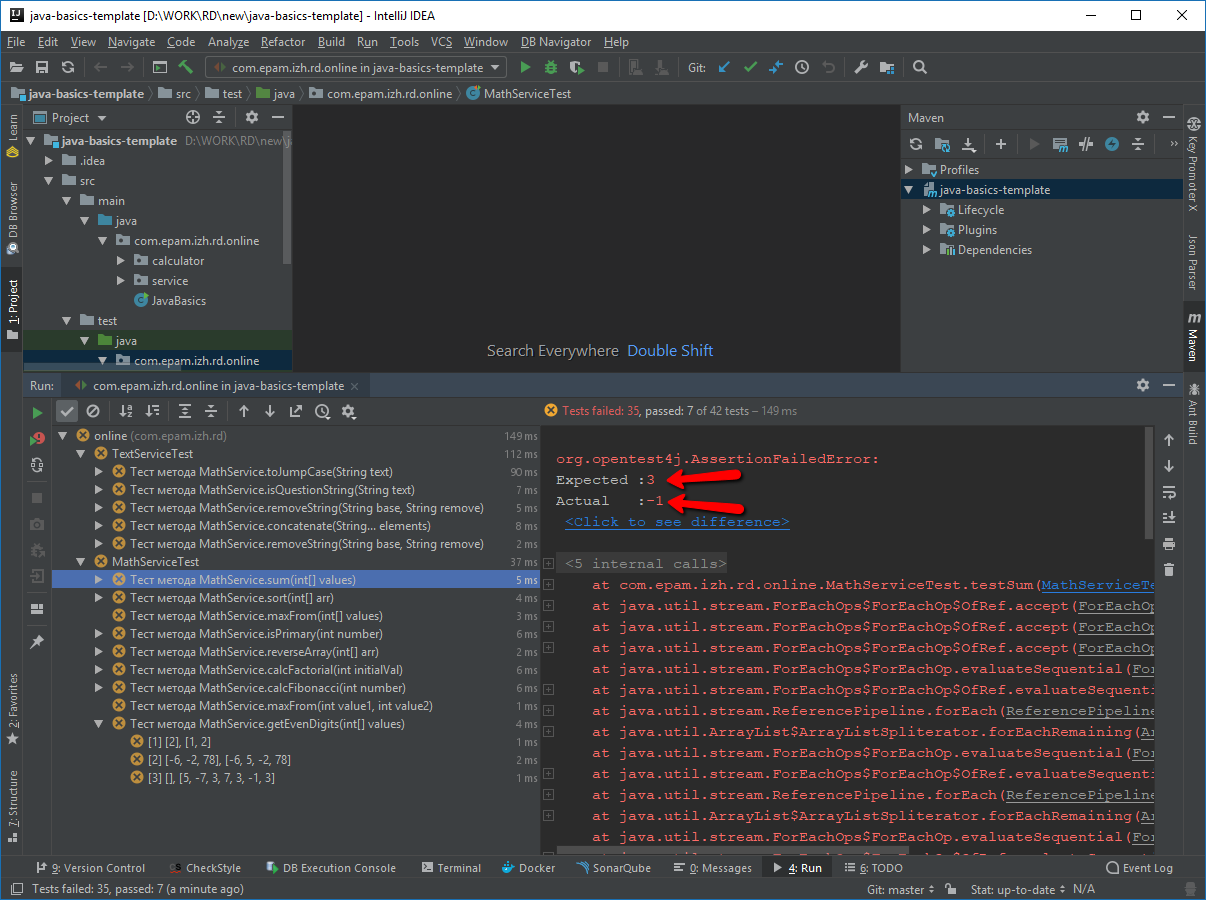 java-basics-template [D:\WORK\RD\new\java-basics-template] - IntelliJ IDEA
File Edit View Navigate Code Analyze Refactor Build Run Tools VCS Window DB Navigator Help
com.epam.izh.rd.online in java-basics-template Git:
java-basics-template src test java com.epam.izh.rd.online MathServiceTest
Learn
DB Browser
1: Project
2: Favorites
7: Structure
Project
java-basics-template D:\WORK\RD\new\j
.idea
src
main
java
com.epam.izh.rd.online
calculator
service
JavaBasics
test
java
com.epam.izh.rd.online
Search Everywhere Double Shift
Maven
Profiles
java-basics-template
Lifecycle
Plugins
Dependencies
Key Promoter X
Json Parser
Maven
Ant Build
Run: com.epam.izh.rd.online in java-basics-template
Tests failed: 35, passed: 7 of 42 tests – 149 ms
online (com.epam.izh.rd) 149 ms
TextServiceTest 112 ms
Тест метода MathService.toJumpCase(String text) 90 ms
Тест метода MathService.isQuestionString(String text) 7 ms
Тест метода MathService.removeString(String base, String remove) 5 ms
Тест метода MathService.concatenate(String... elements) 8 ms
Тест метода MathService.removeString(String base, String remove) 2 ms
MathServiceTest 37 ms
Тест метода MathService.sum(int[] values) 5 ms
Тест метода MathService.sort(int[] arr) 4 ms
Тест метода MathService.maxFrom(int[] values) 3 ms
Тест метода MathService.isPrimary(int number) 6 ms
Тест метода MathService.reverseArray(int[] arr) 2 ms
Тест метода MathService.calcFactorial(int initialVal) 6 ms
Тест метода MathService.calcFibonacci(int number) 6 ms
Тест метода MathService.maxFrom(int value1, int value2) 1 ms
Тест метода MathService.getEvenDigits(int[] values) 4 ms
[1] [2], [1, 2] 1 ms
[2] [-6, -2, 78], [-6, 5, -2, 78] 2 ms
[3] [], [5, -7, 3, 7, 3, -1, 3] 1 ms
org.opentest4j.AssertionFailedError:
Expected :3
Actual :-1
<Click to see difference>
<5 internal calls>
at com.epam.izh.rd.online.MathServiceTest.testSum(MathServiceTe
at java.util.stream.ForEachOps$ForEachOp$OfRef.accept(ForEachOp
at java.util.stream.ForEachOps$ForEachOp$OfRef.accept(ForEachOp
at java.util.stream.ForEachOps$ForEachOp$OfRef.accept(ForEachOp
at java.util.stream.ForEachOps$ForEachOp.evaluateSequential(For
at java.util.stream.ForEachOps$ForEachOp$OfRef.evaluateSequenti
at java.util.stream.ReferencePipeline.forEach(ReferencePipeline
at java.util.ArrayList$ArrayListSpliterator.forEachRemaining(Ar
at java.util.stream.ForEachOps$ForEachOp.evaluateSequential(For
at java.util.stream.ForEachOps$ForEachOp$OfRef.evaluateSequenti
at java.util.stream.ReferencePipeline.forEach(ReferencePipeline
at java.util.ArrayList$ArrayListSpliterator.forEachRemaining(Ar
at java.util.stream.ForEachOps$ForEachOp.evaluateSequential(For
9: Version Control CheckStyle DB Execution Console Terminal Docker SonarQube 0: Messages 4: Run 6: TODO Event Log
Tests failed: 35, passed: 7 (a minute ago) Git: master Stat: up-to-date N/A